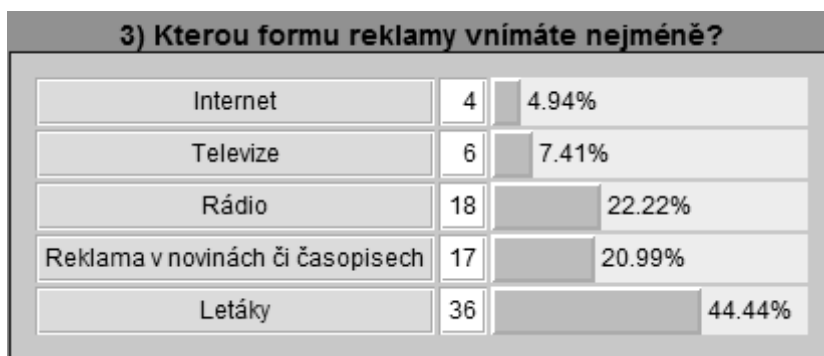 3) Kterou formu reklamy vnímáte nejméně?
Internet 4 4.94%
Televize 6 7.41%
Rádio 18 22.22%
Reklama v novinách či časopisech 17 20.99%
Letáky 36 44.44%